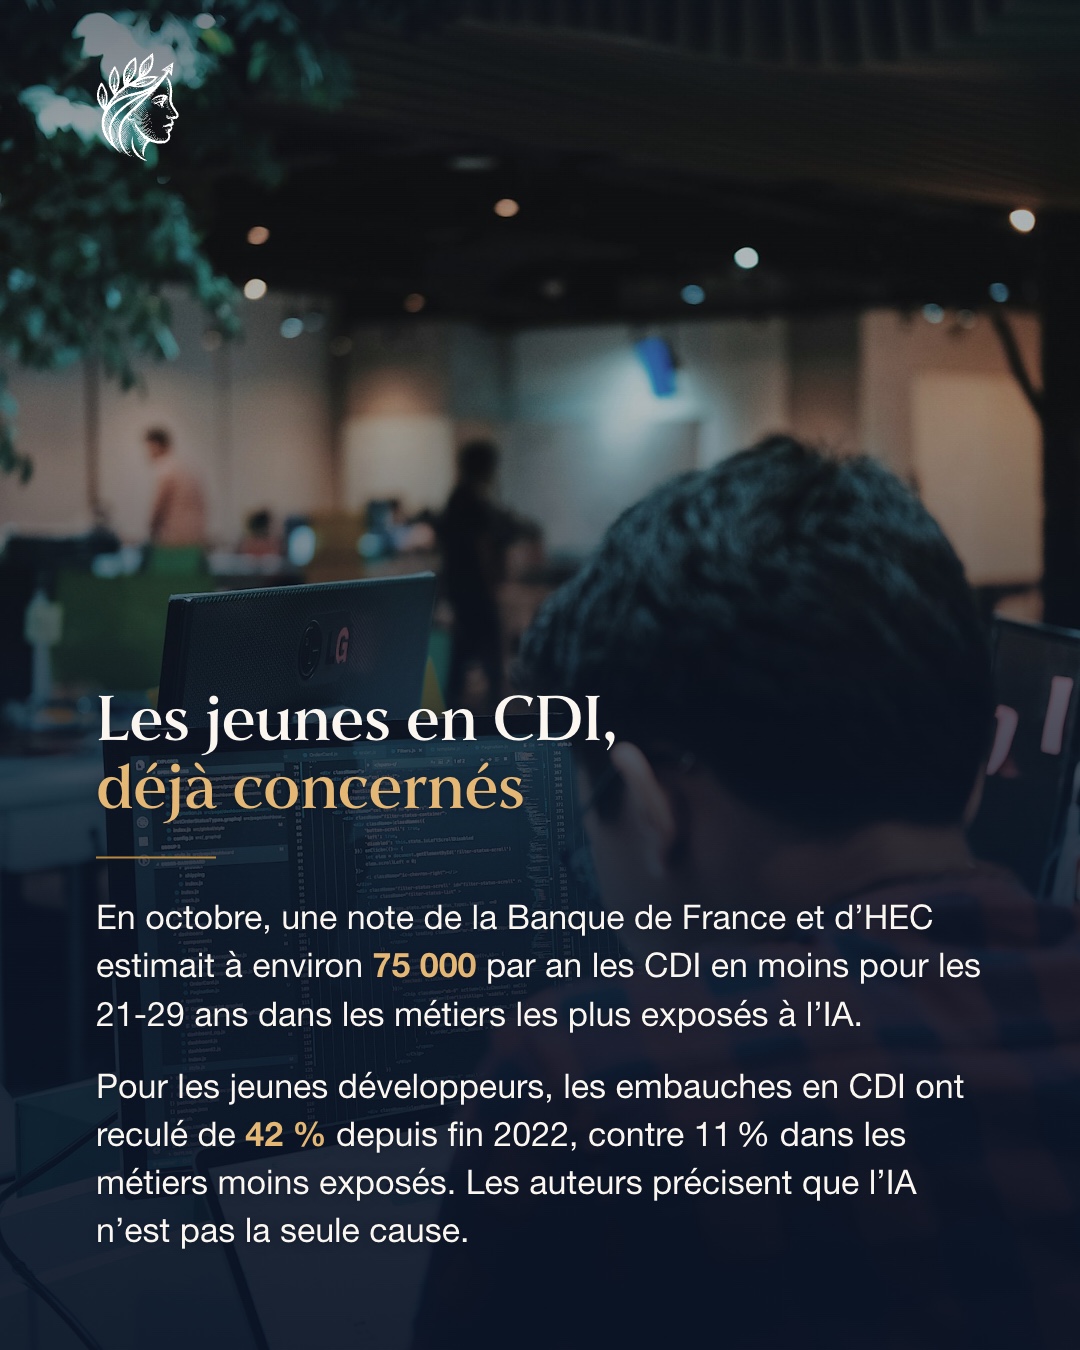 Les jeunes en CDI,
déjà concernés
En octobre, une note de la Banque de France et d’HEC
estimait à environ 75 000 par an les CDI en moins pour les
21-29 ans dans les métiers les plus exposés à l’IA.
Pour les jeunes développeurs, les embauches en CDI ont
reculé de 42 % depuis fin 2022, contre 11 % dans les
métiers moins exposés. Les auteurs précisent que l’IA
n’est pas la seule cause.
LG